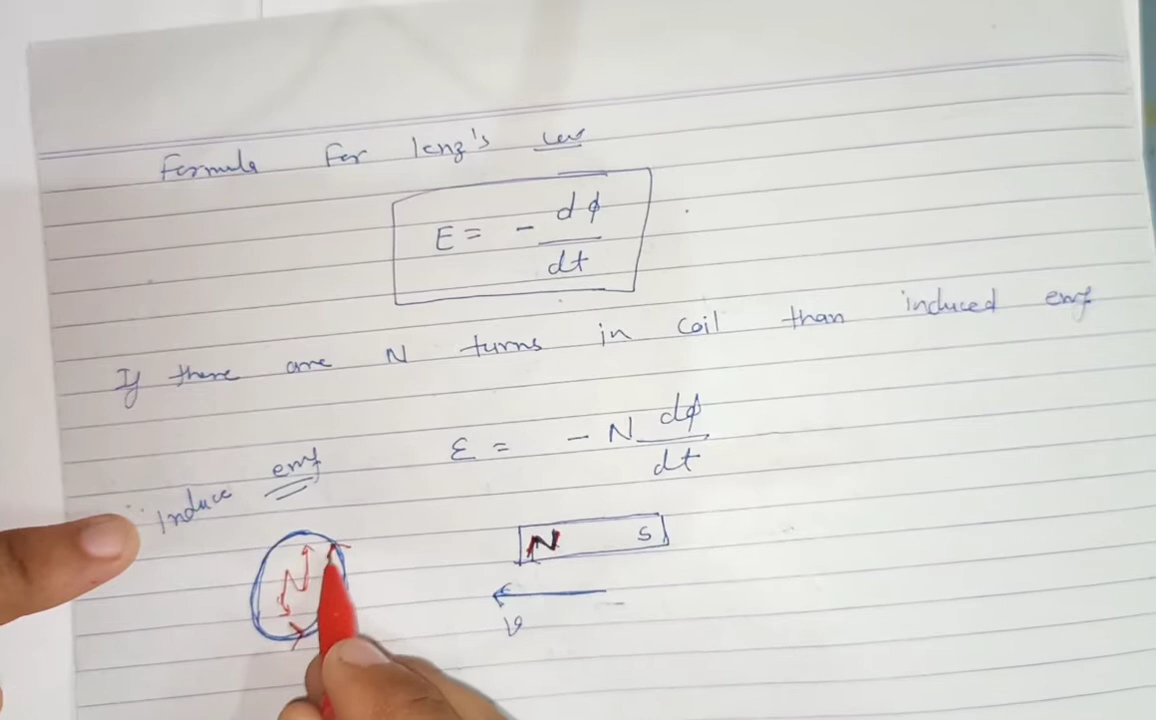 Formula For lenz's law
E = - dφ/dt
If there are N turns in coil than induced emf
ε = - N dφ/dt
induce emf
N
N S
v